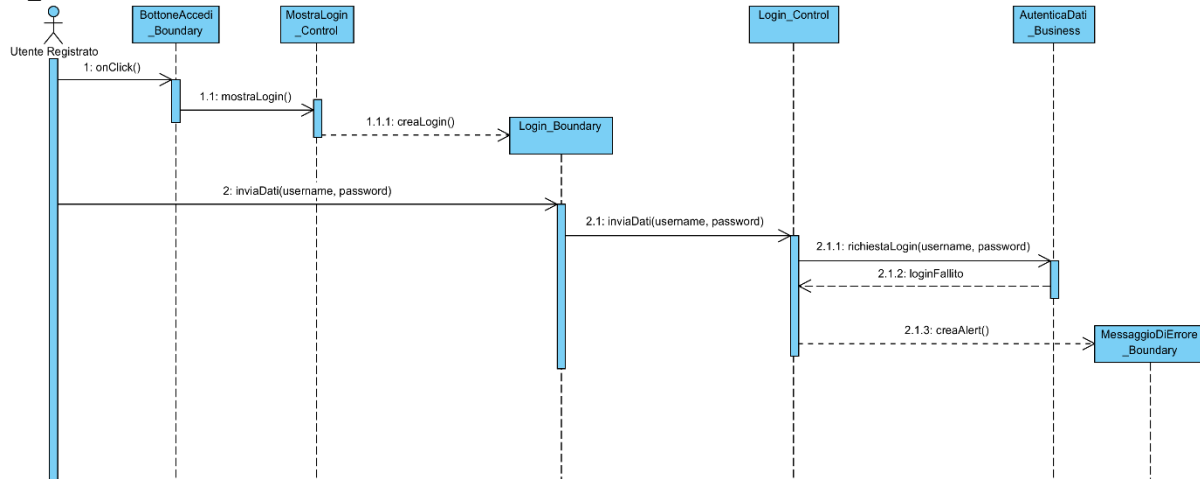 BottoneAccedi
_Boundary
MostraLogin
_Control
Login_Control
AutenticaDati
_Business
Utente Registrato
1: onClick()
1.1: mostraLogin()
1.1.1: creaLogin()
Login_Boundary
2: inviaDati(username, password)
2.1: inviaDati(username, password)
2.1.1: richiestaLogin(username, password)
2.1.2: loginFallito
2.1.3: creaAlert()
MessaggioDiErrore
_Boundary